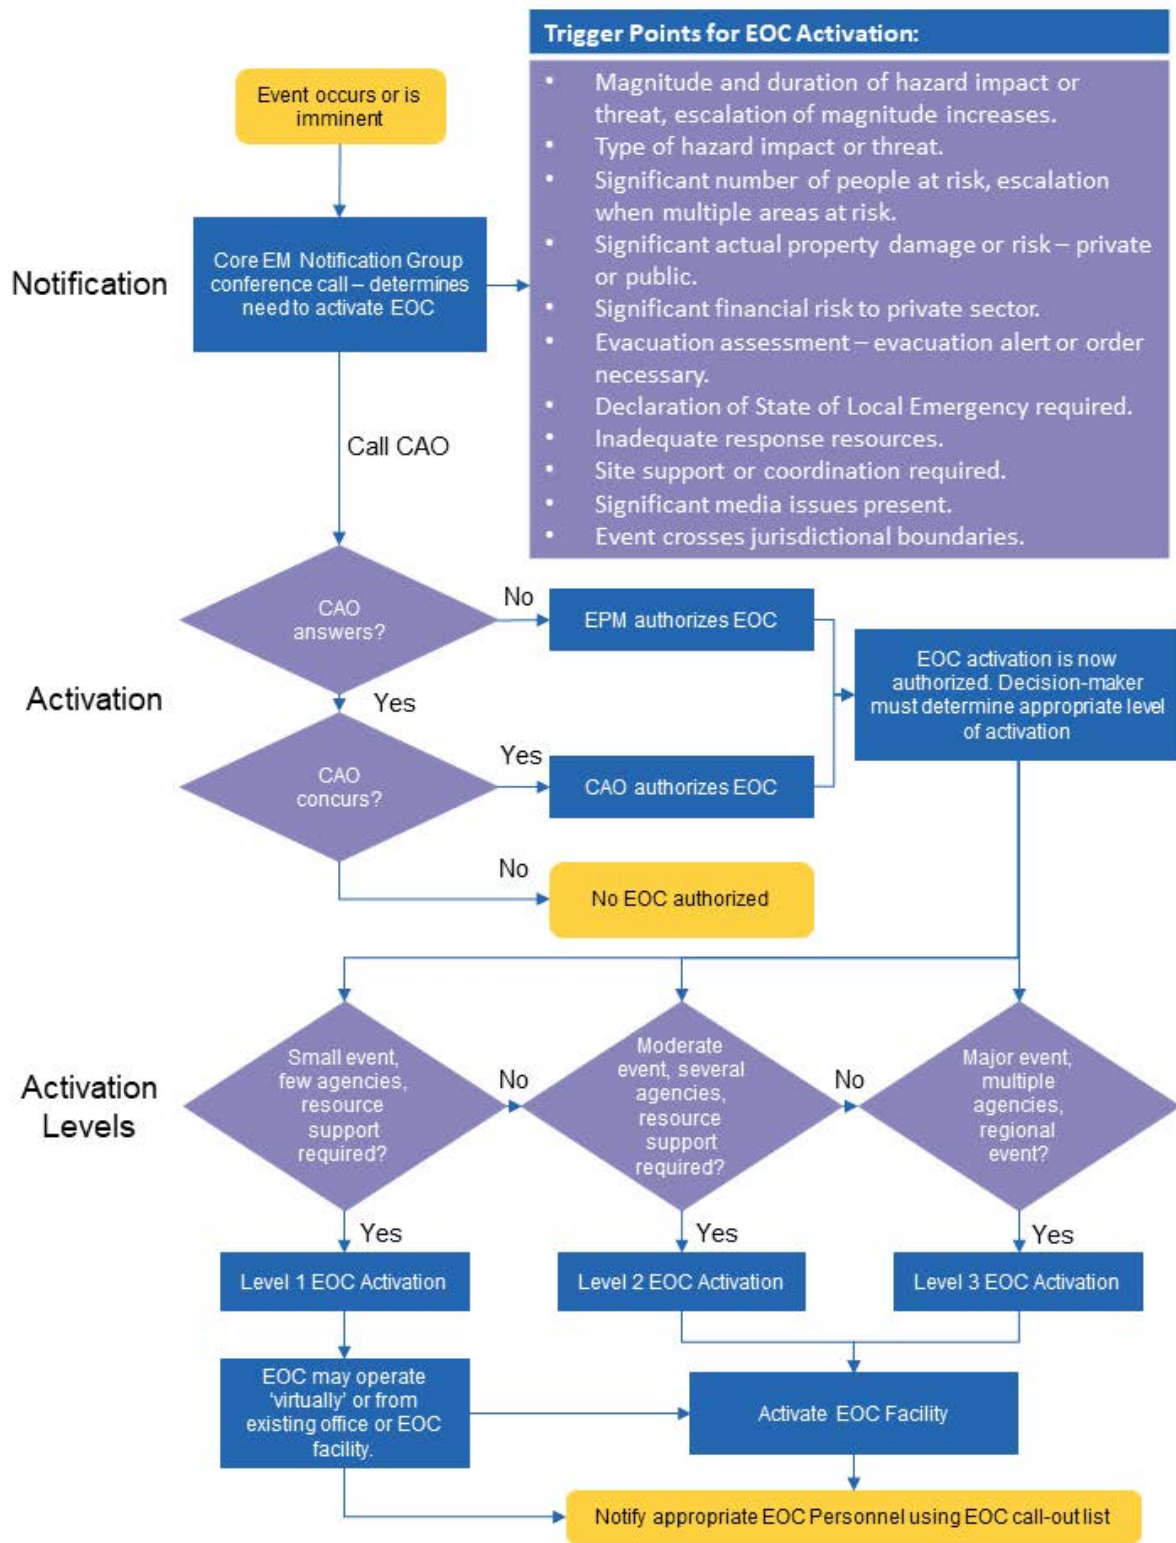 Trigger Points for EOC Activation:
Event occurs or is
imminent
• Magnitude and duration of hazard impact or
threat, escalation of magnitude increases.
• Type of hazard impact or threat.
• Significant number of people at risk, escalation
when multiple areas at risk.
• Significant actual property damage or risk – private
or public.
• Significant financial risk to private sector.
• Evacuation assessment – evacuation alert or order
necessary.
• Declaration of State of Local Emergency required.
• Inadequate response resources.
• Site support or coordination required.
• Significant media issues present.
• Event crosses jurisdictional boundaries.
Notification
Core EM Notification Group
conference call – determines
need to activate EOC
Call CAO
CAO
answers?
No
EPM authorizes EOC
Activation
Yes
EOC activation is now
authorized. Decision-maker
must determine appropriate level
of activation
CAO
concurs?
Yes
CAO authorizes EOC
No
No EOC authorized
Activation
Levels
Small event,
few agencies,
resource
support
required?
No
Moderate
event, several
agencies,
resource
support
required?
No
Major event,
multiple
agencies,
regional
event?
Yes
Yes
Yes
Level 1 EOC Activation
Level 2 EOC Activation
Level 3 EOC Activation
EOC may operate
‘virtually’ or from
existing office or EOC
facility.
Activate EOC Facility
Notify appropriate EOC Personnel using EOC call-out list